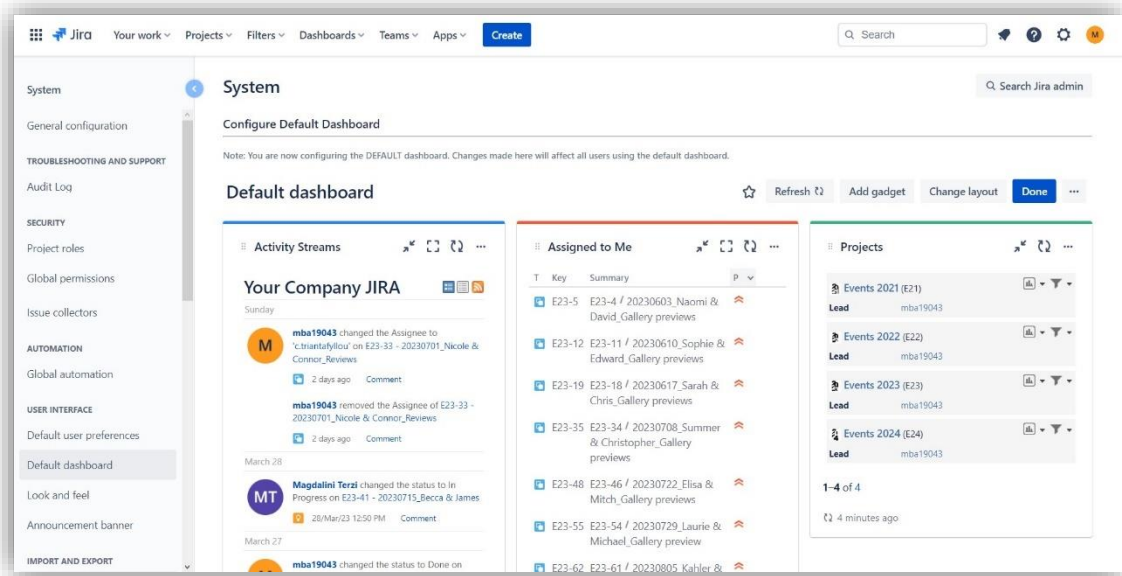 Jira
Your work
Projects
Filters
Dashboards
Teams
Apps
Create
Search
M
System
General configuration
TROUBLESHOOTING AND SUPPORT
Audit Log
SECURITY
Project roles
Global permissions
Issue collectors
AUTOMATION
Global automation
USER INTERFACE
Default user preferences
Default dashboard
Look and feel
Announcement banner
IMPORT AND EXPORT
System
Search Jira admin
Configure Default Dashboard
Note: You are now configuring the DEFAULT dashboard. Changes made here will affect all users using the default dashboard.
Default dashboard
Refresh
Add gadget
Change layout
Done
Activity Streams
Your Company JIRA
Sunday
M
mba19043 changed the Assignee to
'c.triantafyllou' on E23-33 - 20230701_Nicole &
Connor_Reviews
2 days ago Comment
mba19043 removed the Assignee of E23-33 -
20230701_Nicole & Connor_Reviews
2 days ago Comment
March 28
MT
Magdalini Terzi changed the status to In
Progress on E23-41 - 20230715_Becca & James
28/Mar/23 12:50 PM Comment
March 27
mba19043 changed the status to Done on
Assigned to Me
T Key Summary P
E23-5 E23-4 / 20230603_Naomi &
David_Gallery previews
E23-12 E23-11 / 20230610_Sophie &
Edward_Gallery previews
E23-19 E23-18 / 20230617_Sarah &
Chris_Gallery previews
E23-35 E23-34 / 20230708_Summer
& Christopher_Gallery
previews
E23-48 E23-46 / 20230722_Elisa &
Mitch_Gallery previews
E23-55 E23-54 / 20230729_Laurie &
Michael_Gallery preview
E23-62 E23-61 / 20230805_Kahler &
Projects
Events 2021 (E21)
Lead mba19043
Events 2022 (E22)
Lead mba19043
Events 2023 (E23)
Lead mba19043
Events 2024 (E24)
Lead mba19043
1–4 of 4
4 minutes ago